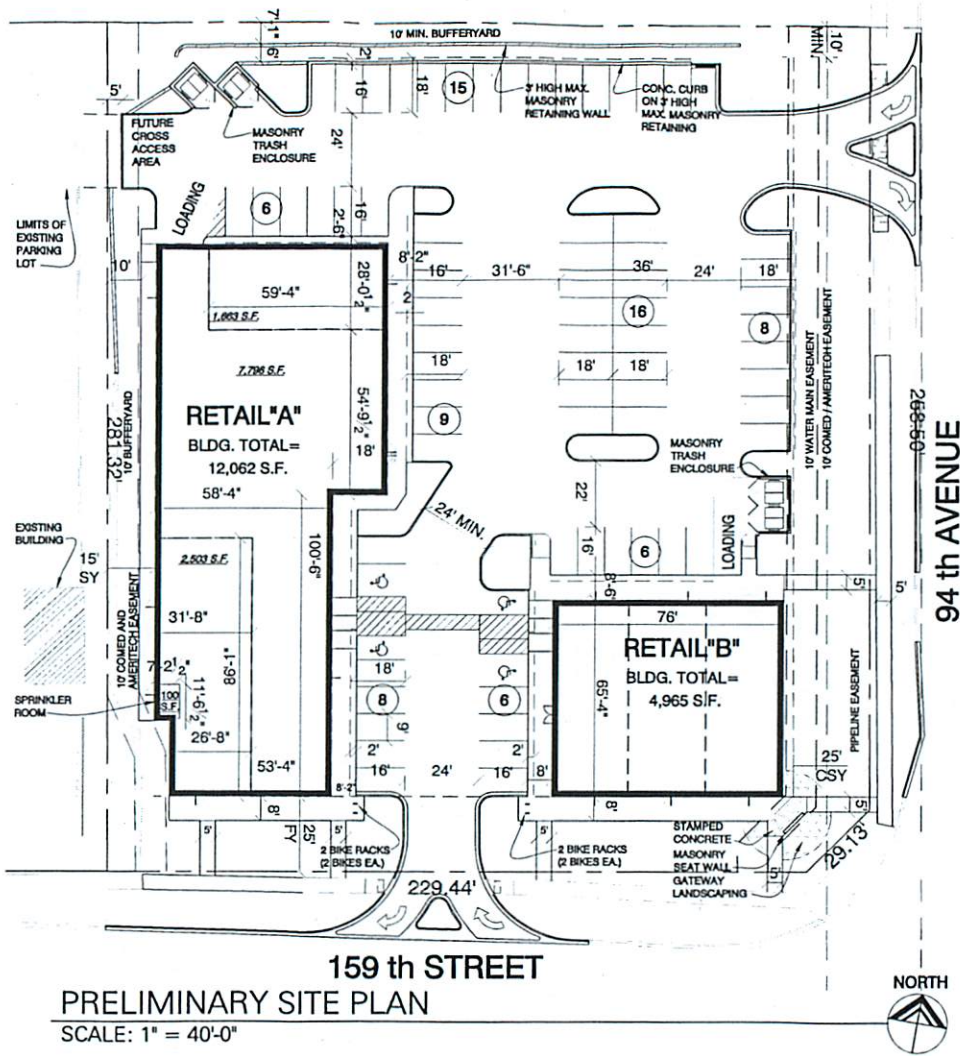 7'-1"
6'
2'
10' MIN. BUFFERYARD
10'
MIN.
5'
16'
18'
15
3' HIGH MAX.
MASONRY
RETAINING WALL
CONC. CURB
ON 3' HIGH
MAX. MASONRY
RETAINING
FUTURE
CROSS
ACCESS
AREA
MASONRY
TRASH
ENCLOSURE
24'
LOADING
6
16'
2'-6"
LIMITS OF
EXISTING
PARKING
LOT
10'
8'-2"
16'
31'-6"
36'
24'
18'
28'-0 1/2"
59'-4"
2
1,663 S.F.
16
8
7,796 S.F.
18'
18'
18'
RETAIL"A"
BLDG. TOTAL=
12,062 S.F.
54'-9 1/2"
18'
9
58'-4"
281.32'
10' BUFFERYARD
10' WATER MAIN EASEMENT
10' COMED / AMERITECH EASEMENT
268.50'
94 th AVENUE
MASONRY
TRASH
ENCLOSURE
22'
24' MIN.
LOADING
EXISTING
BUILDING
15'
SY
2,503 S.F.
100'-6"
16'
6
8'-6"
5'
5'
10' COMED AND
AMERITECH EASEMENT
31'-8"
76'
RETAIL"B"
BLDG. TOTAL=
4,965 S.F.
7'-2 1/2"
98'-1"
18'
SPRINKLER
ROOM
100
S.F.
11'-6 1/2"
26'-8"
8
6
9'
65'-4"
PIPELINE EASEMENT
53'-4"
2'
2'
16'
24'
16'
8'
25'
CSY
8'-2"
8'
8'
5'
5'
25'
FY
5'
2 BIKE RACKS
(2 BIKES EA.)
5'
2 BIKE RACKS
(2 BIKES EA.)
STAMPED
CONCRETE
MASONRY
SEAT WALL
GATEWAY
LANDSCAPING
5'
29.13'
229.44'
159 th STREET
PRELIMINARY SITE PLAN
SCALE: 1" = 40'-0"
NORTH